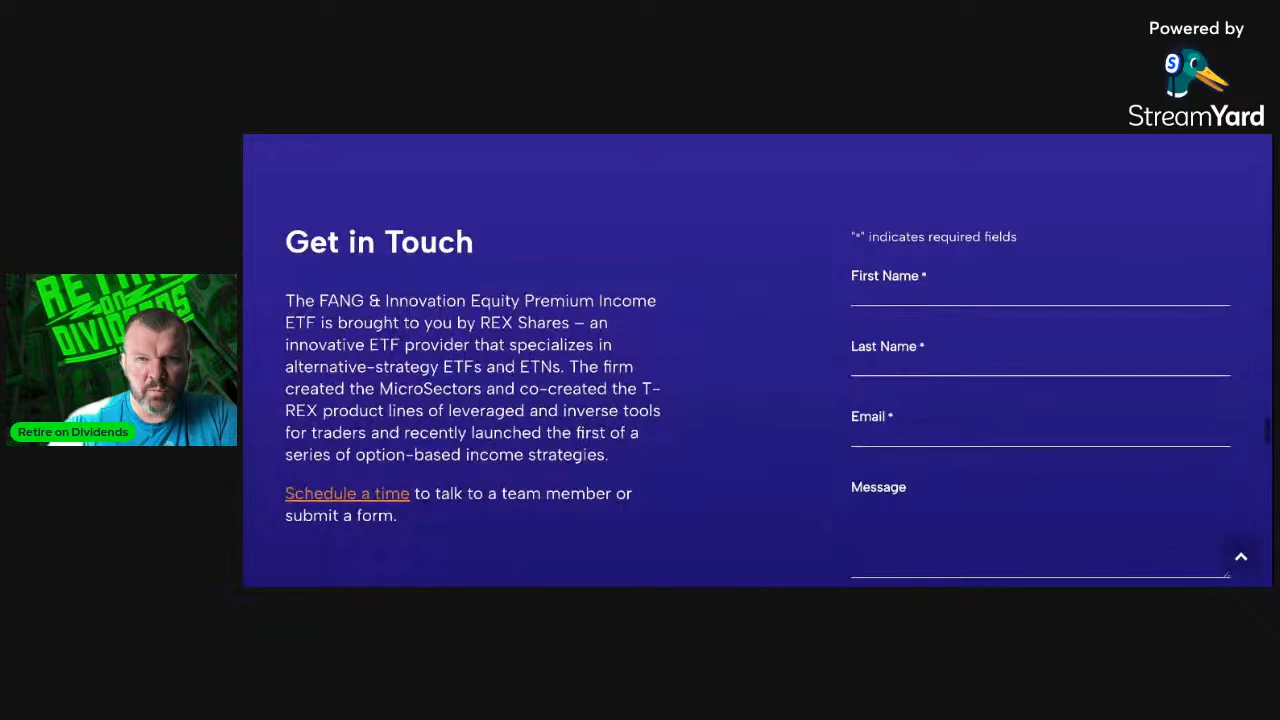 Powered by
StreamYard
Get in Touch
The FANG & Innovation Equity Premium Income
ETF is brought to you by REX Shares – an
innovative ETF provider that specializes in
alternative-strategy ETFs and ETNs. The firm
created the MicroSectors and co-created the T-
REX product lines of leveraged and inverse tools
for traders and recently launched the first of a
series of option-based income strategies.
Schedule a time to talk to a team member or
submit a form.
"*" indicates required fields
First Name *
Last Name *
Email *
Message
RETIRE
ON
DIVIDENDS
Retire on Dividends